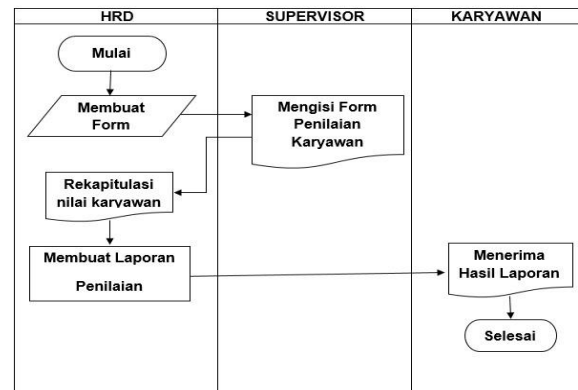 HRD
SUPERVISOR
KARYAWAN
Mulai
Membuat
Form
Mengisi Form
Penilaian
Karyawan
Rekapitulasi
nilai karyawan
Membuat Laporan
Penilaian
Menerima
Hasil Laporan
Selesai